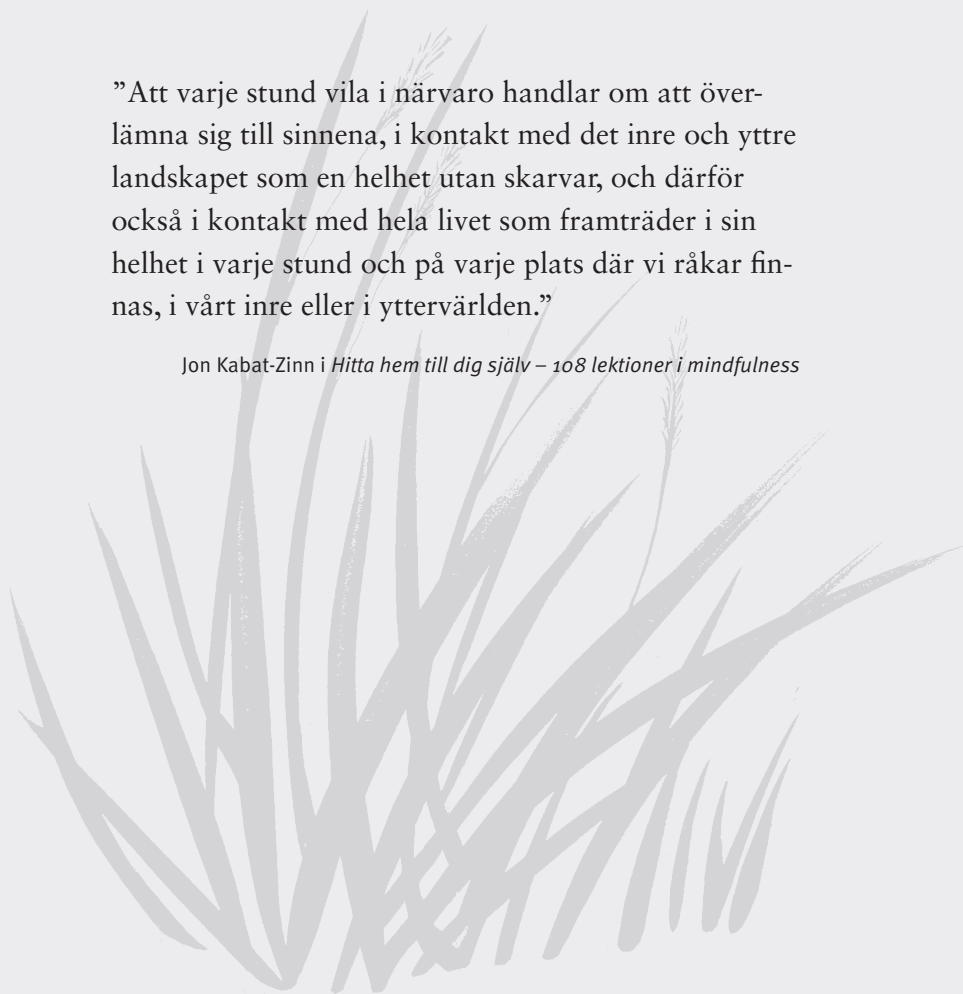 ”Att varje stund vila i närvaro handlar om att över-
lämna sig till sinnena, i kontakt med det inre och yttre
landskapet som en helhet utan skarvar, och därför
också i kontakt med hela livet som framträder i sin
helhet i varje stund och på varje plats där vi råkar fin-
nas, i vårt inre eller i yttervärlden.”
Jon Kabat-Zinn i Hitta hem till dig själv – 108 lektioner i mindfulness